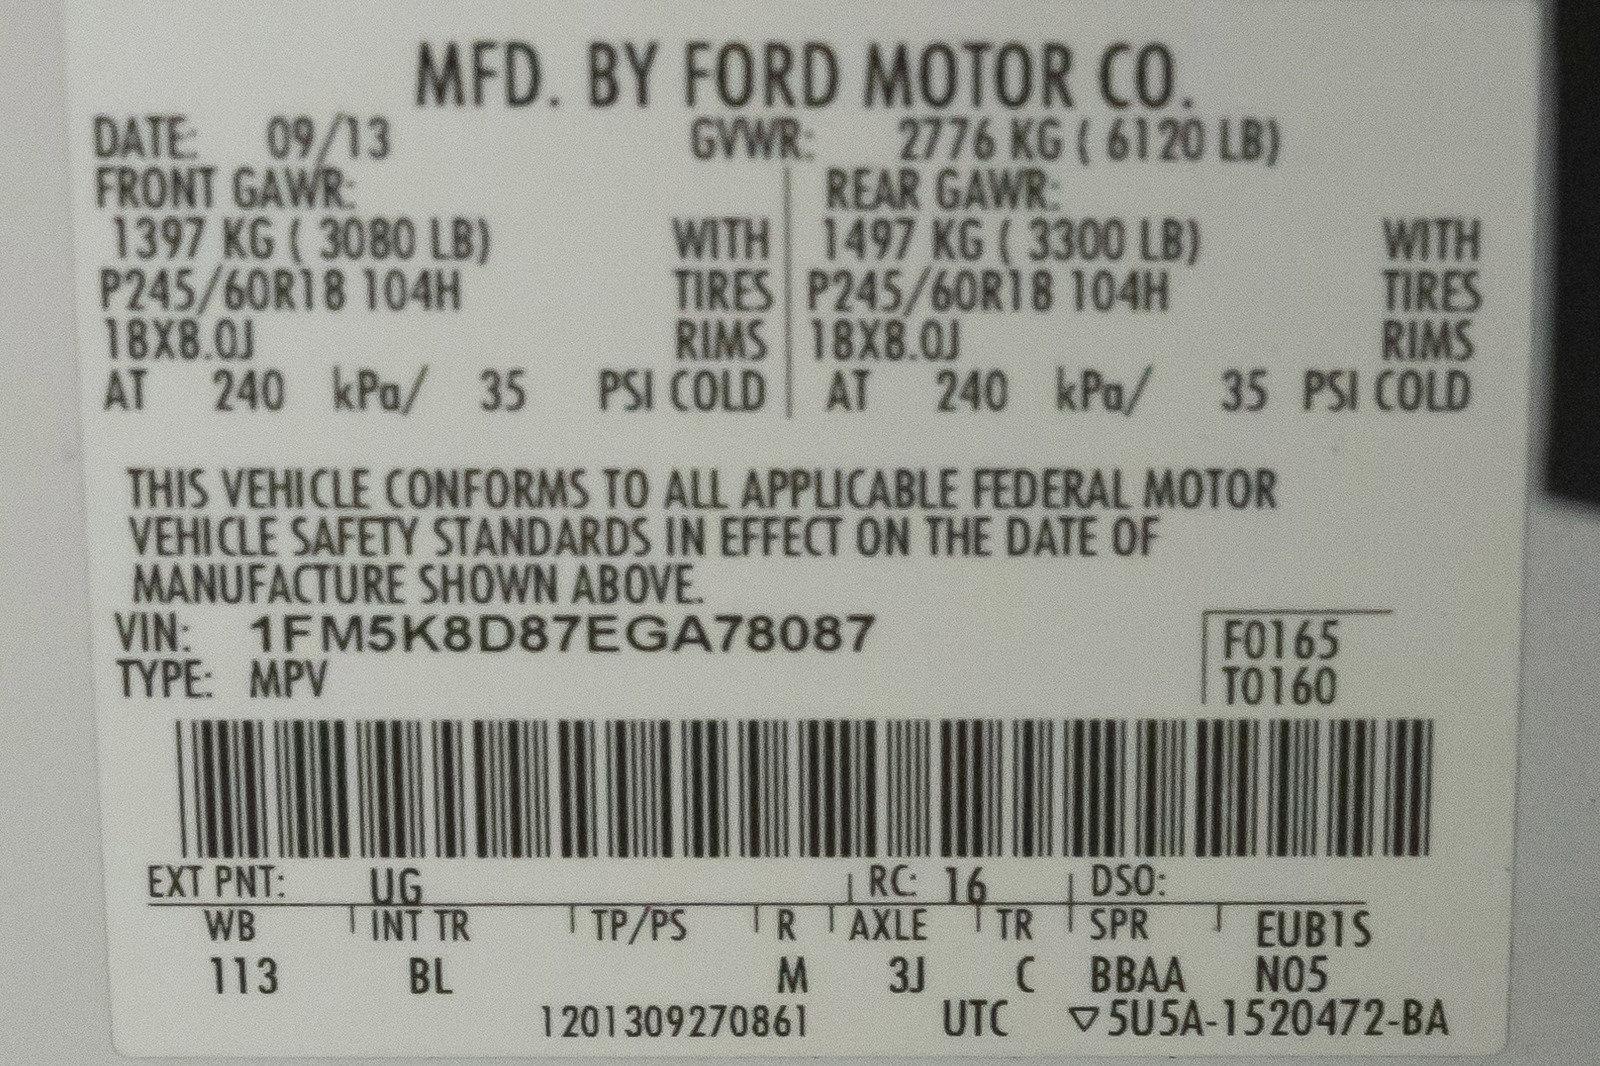 MFD. BY FORD MOTOR CO.
DATE: 09/13 GVWR: 2776 KG ( 6120 LB)
FRONT GAWR: REAR GAWR:
1397 KG ( 3080 LB) WITH 1497 KG ( 3300 LB) WITH
P245/60R18 104H TIRES P245/60R18 104H TIRES
18X8.0J RIMS 18X8.0J RIMS
AT 240 kPa/ 35 PSI COLD AT 240 kPa/ 35 PSI COLD
THIS VEHICLE CONFORMS TO ALL APPLICABLE FEDERAL MOTOR
VEHICLE SAFETY STANDARDS IN EFFECT ON THE DATE OF
MANUFACTURE SHOWN ABOVE.
VIN: 1FM5K8D87EGA78087 F0165
TYPE: MPV T0160
EXT PNT: UG RC: 16 DSO:
WB INT TR TP/PS R AXLE TR SPR EUB1S
113 BL M 3J C BBAA N05
1201309270861 UTC ▽5U5A-1520472-BA